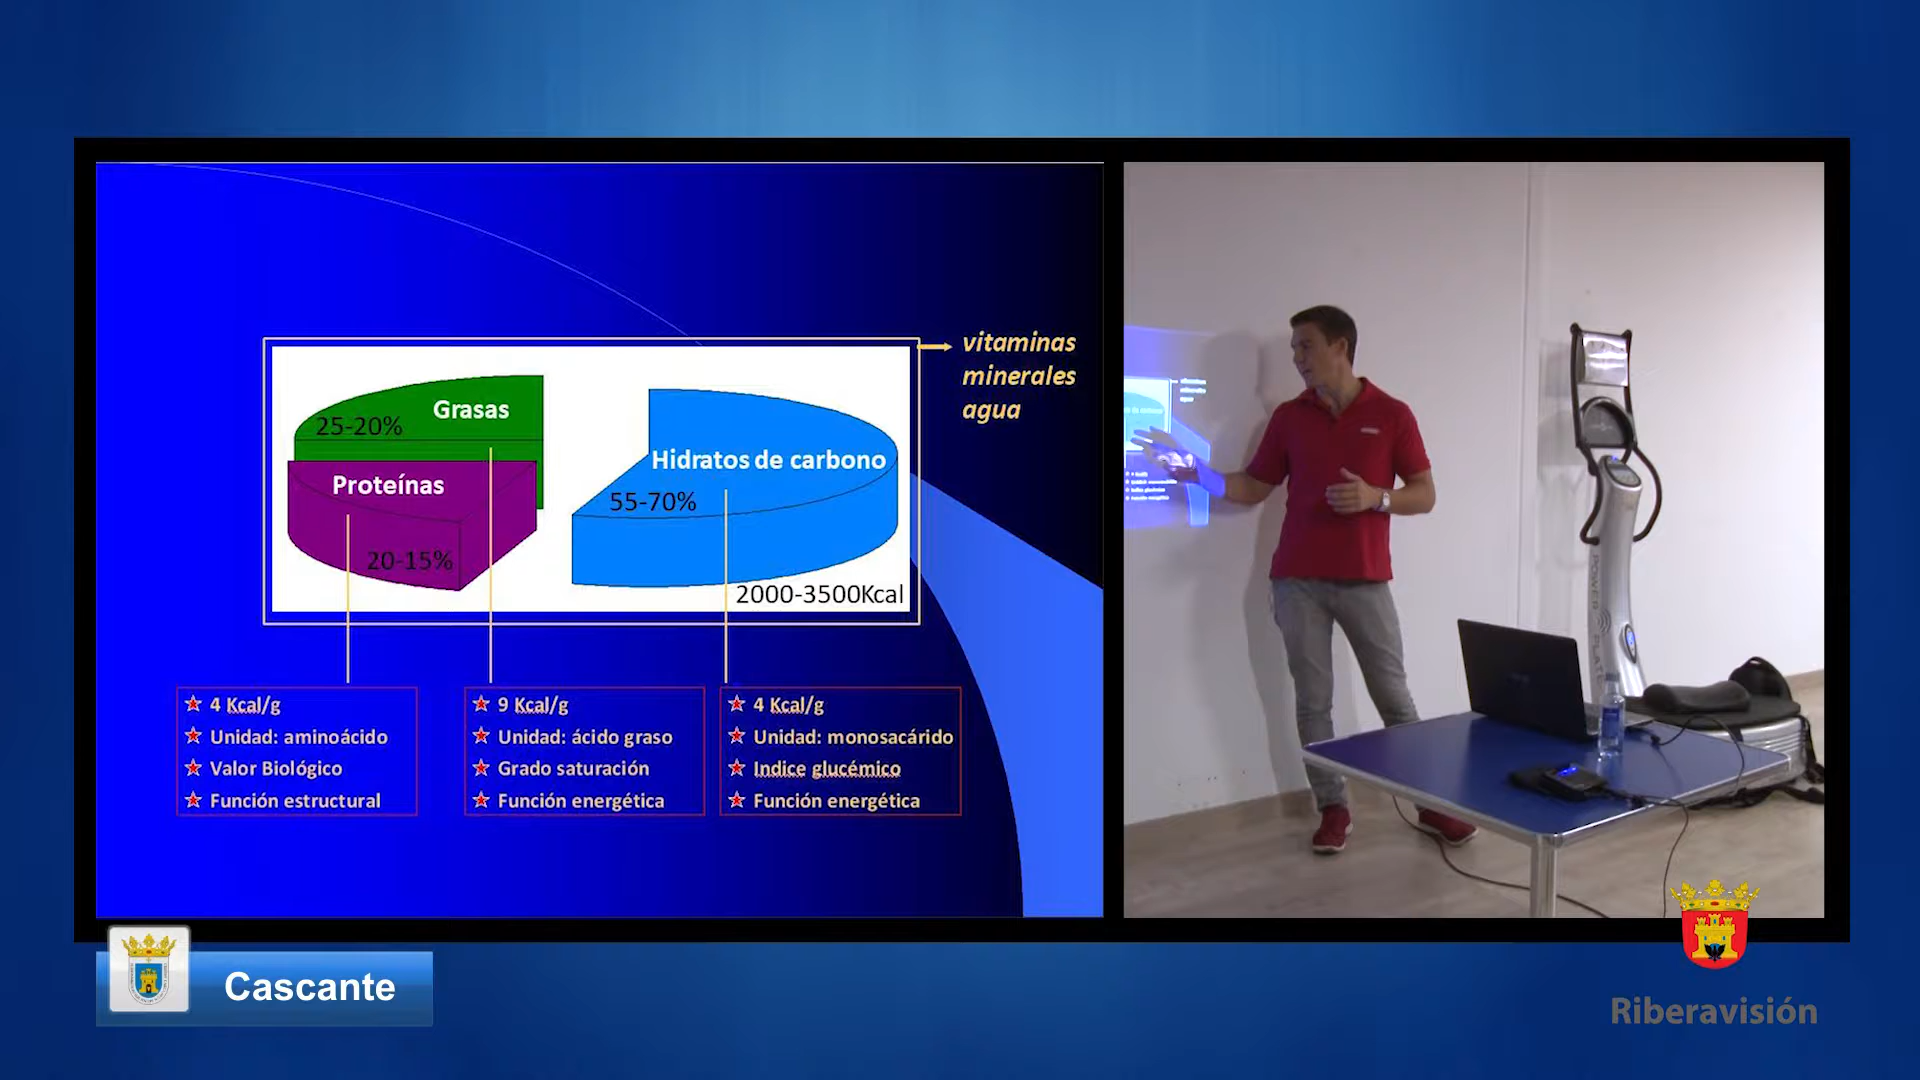 vitaminas
minerales
agua
Grasas
25-20%
Proteínas
20-15%
Hidratos de carbono
55-70%
2000-3500Kcal
4 Kcal/g
Unidad: aminoácido
Valor Biológico
Función estructural
9 Kcal/g
Unidad: ácido graso
Grado saturación
Función energética
4 Kcal/g
Unidad: monosacárido
Indice glucémico
Función energética
POWER PLATE
Cascante
Riberavisión